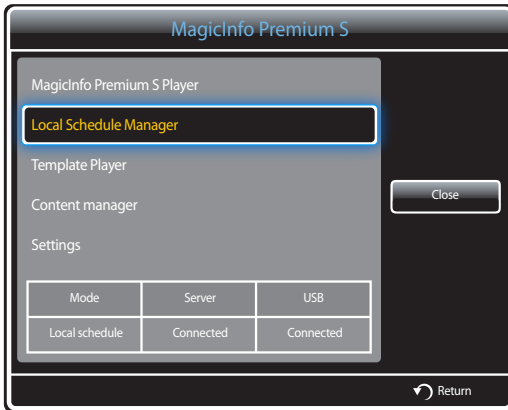 MagicInfo Premium S
MagicInfo Premium S Player
Local Schedule Manager
Template Player
Content manager
Settings
Close
Mode Server USB
Local schedule Connected Connected
Return